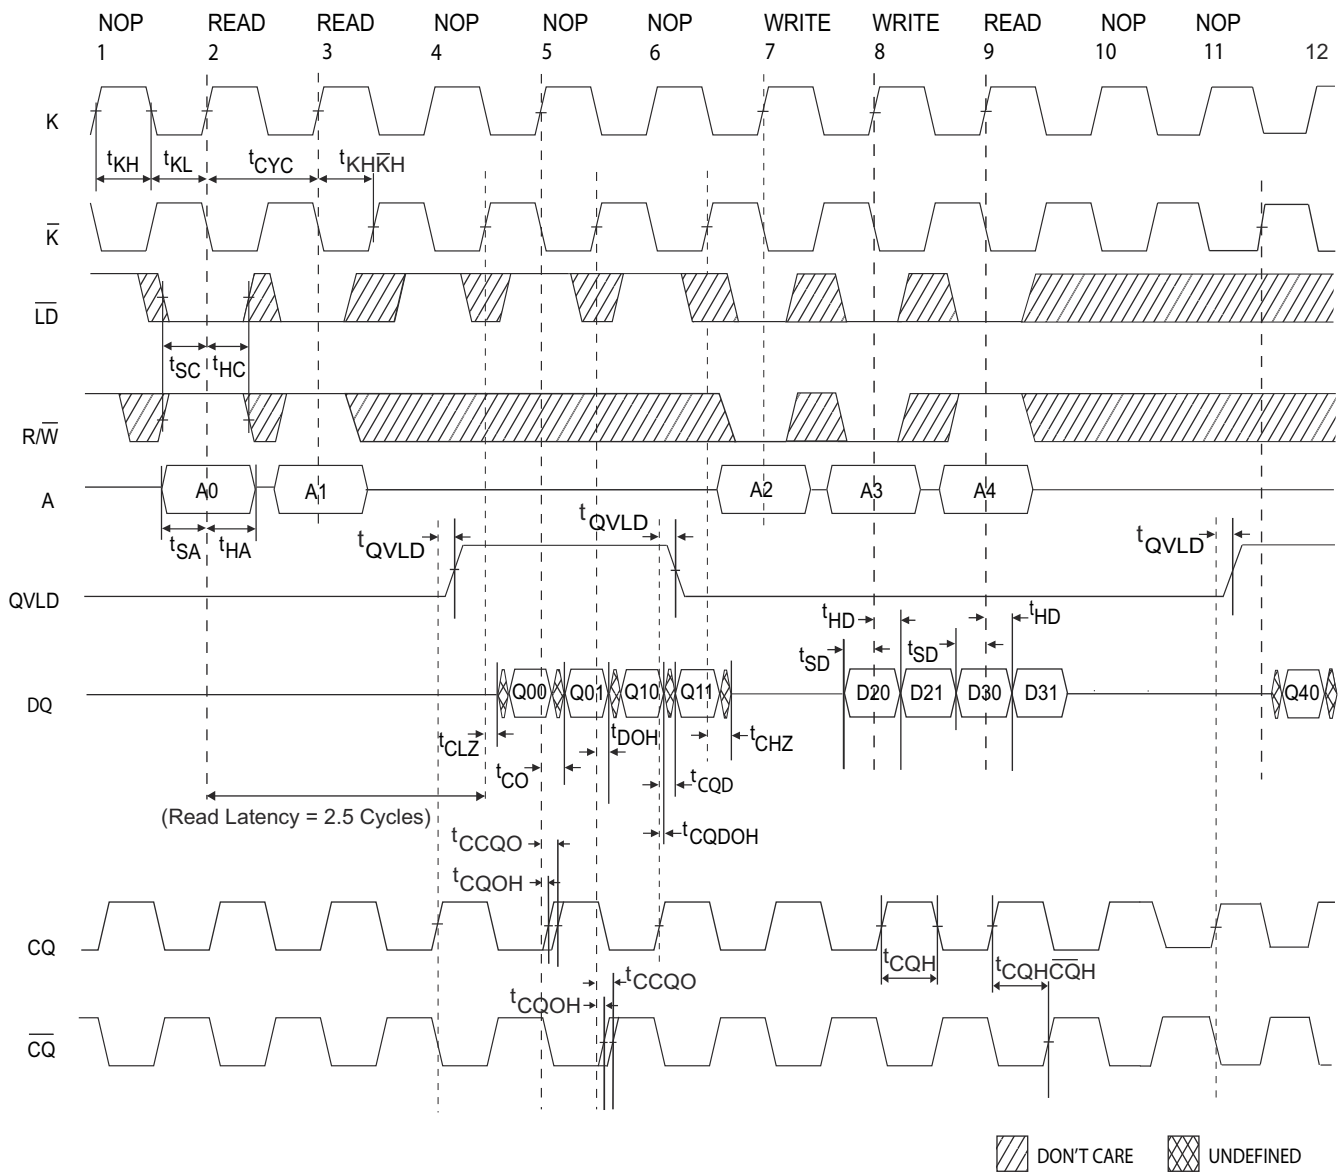 NOP READ READ NOP NOP NOP WRITE WRITE READ NOP NOP
1 2 3 4 5 6 7 8 9 10 11 12
K
tKH tKL tCYC tKHK̅H
K̅
L̅D̅
tSC tHC
R/W̅
A A0 A1 A2 A3 A4
tSA tHA tQVLD tQVLD tQVLD
QVLD
tHD tHD
tSD tSD
DQ Q00 Q01 Q10 Q11 D20 D21 D30 D31 Q40
tCLZ tDOH tCHZ
tCO tCQD
(Read Latency = 2.5 Cycles)
tCQDOH
tCCQO
tCQOH
CQ
tCQH tCQHC̅Q̅H
tCCQO
tCQOH
C̅Q̅
DON'T CARE UNDEFINED